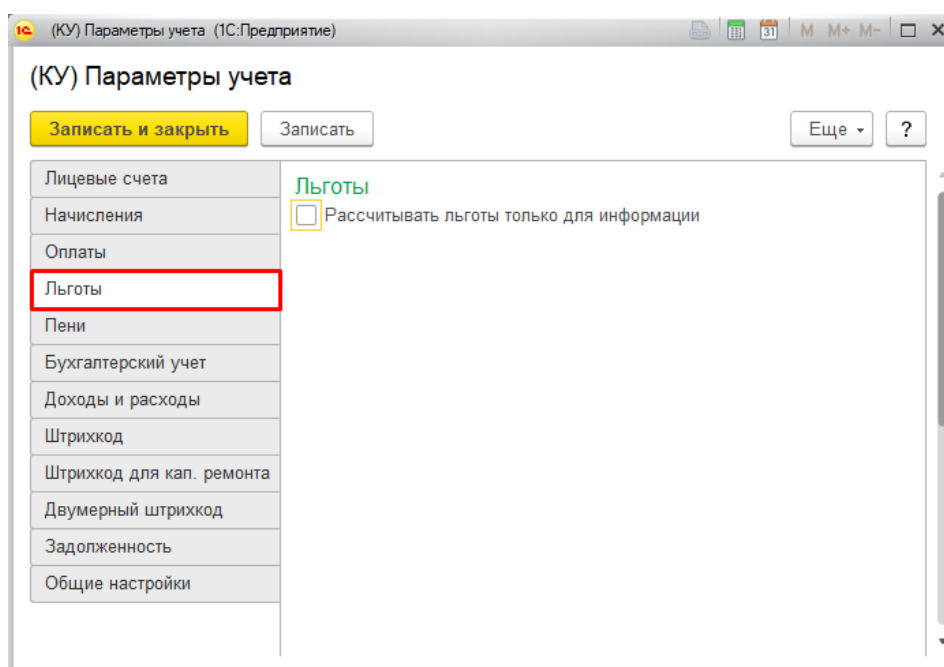 1С (КУ) Параметры учета (1С:Предприятие) 31 M M+ M-
(КУ) Параметры учета
Записать и закрыть Записать Еще ?
Лицевые счета
Начисления
Оплаты
Льготы
Пени
Бухгалтерский учет
Доходы и расходы
Штрихкод
Штрихкод для кап. ремонта
Двумерный штрихкод
Задолженность
Общие настройки
Льготы
Рассчитывать льготы только для информации